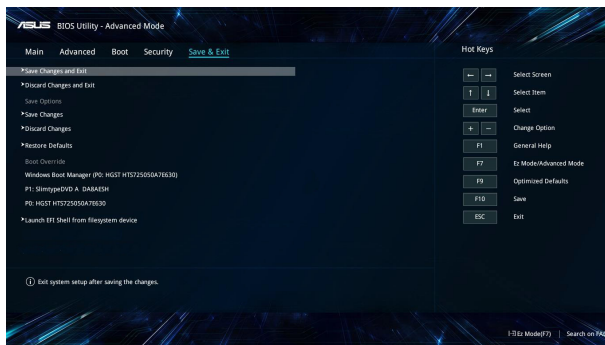 ASUS BIOS Utility - Advanced Mode
Main Advanced Boot Security Save & Exit
Hot Keys
Save Changes and Exit
Discard Changes and Exit
Save Options
Save Changes
Discard Changes
Restore Defaults
Boot Override
Windows Boot Manager (P0: HGST HTS725050A7E630)
P1: SlimtypeDVD A DA8AESH
P0: HGST HTS725050A7E630
Launch EFI Shell from filesystem device
← → Select Screen
↑ ↓ Select Item
Enter Select
+ − Change Option
F1 General Help
F7 Ez Mode/Advanced Mode
F9 Optimized Defaults
F10 Save
ESC Exit
Exit system setup after saving the changes.
Ez Mode(F7) | Search on FA